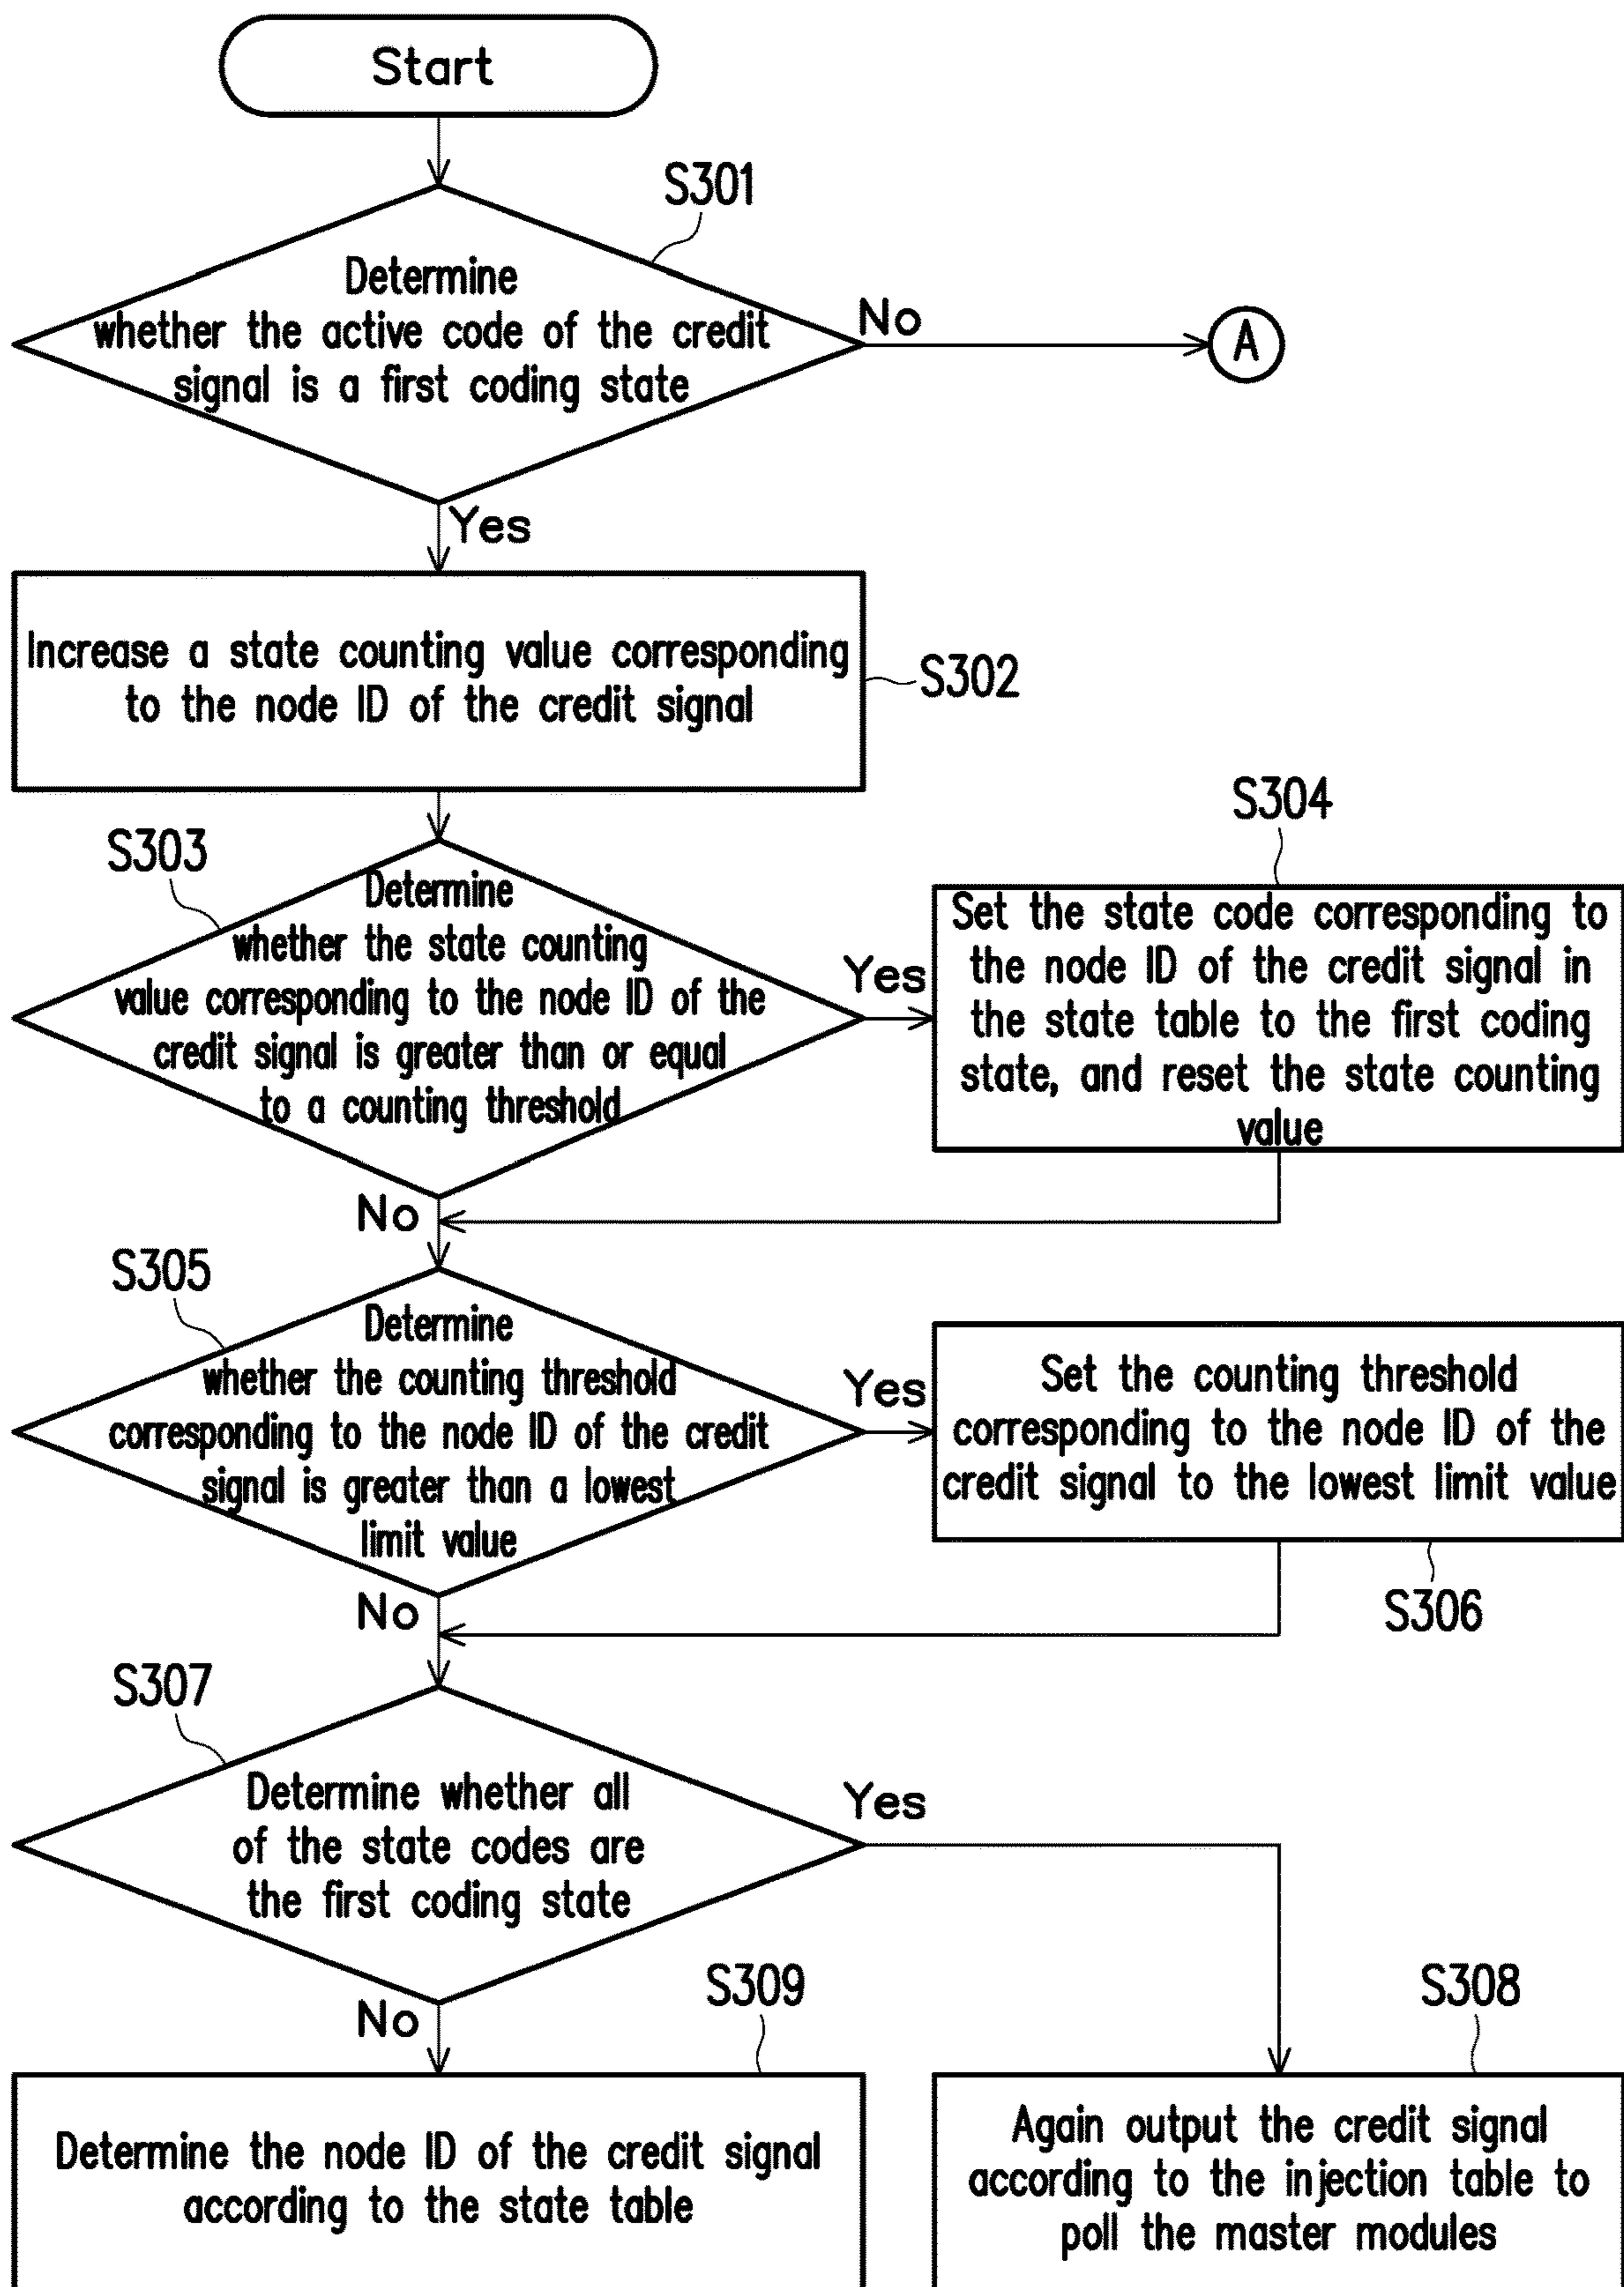 Start
S301
Determine
whether the active code of the credit
signal is a first coding state
No
A
Yes
Increase a state counting value corresponding
to the node ID of the credit signal
S302
S303
Determine
whether the state counting
value corresponding to the node ID of the
credit signal is greater than or equal
to a counting threshold
Yes
S304
Set the state code corresponding to
the node ID of the credit signal in
the state table to the first coding
state, and reset the state counting
value
No
S305
Determine
whether the counting threshold
corresponding to the node ID of the credit
signal is greater than a lowest
limit value
Yes
Set the counting threshold
corresponding to the node ID of the
credit signal to the lowest limit value
S306
No
S307
Determine whether all
of the state codes are
the first coding state
Yes
No
S309
Determine the node ID of the credit signal
according to the state table
S308
Again output the credit signal
according to the injection table to
poll the master modules